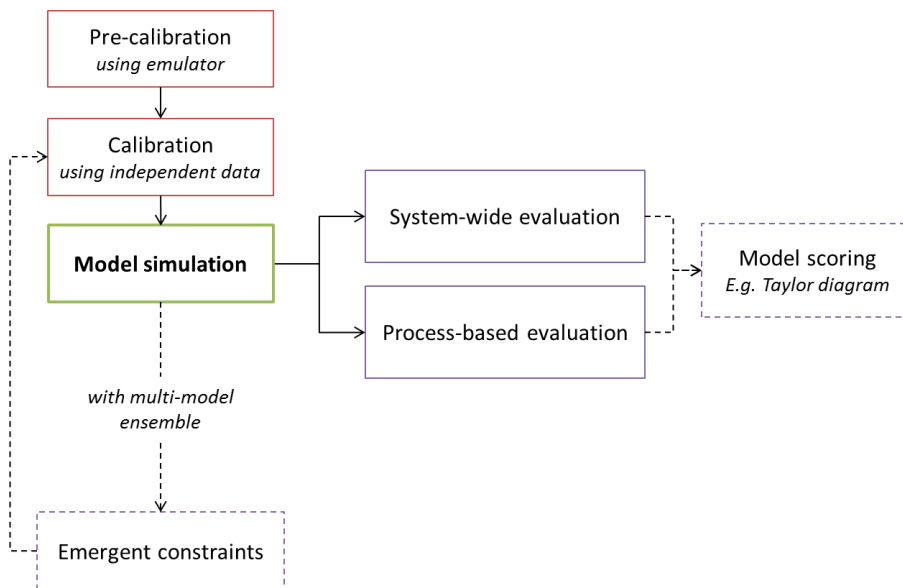 Pre-calibration
using emulator
Calibration
using independent data
Model simulation
System-wide evaluation
Process-based evaluation
Model scoring
E.g. Taylor diagram
with multi-model
ensemble
Emergent constraints